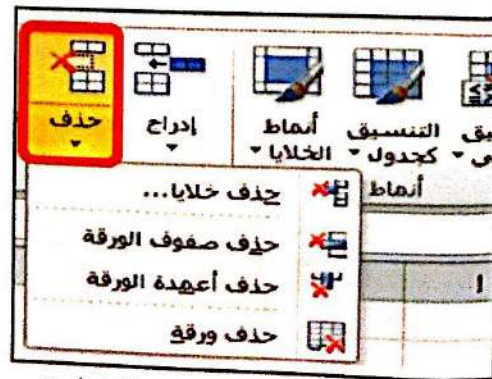 حذف
إدراج
أنماط الخلايا
التنسيق كجدول
أنماط
حذف خلايا...
حذف صفوف الورقة
حذف أعمدة الورقة
حذف ورقة